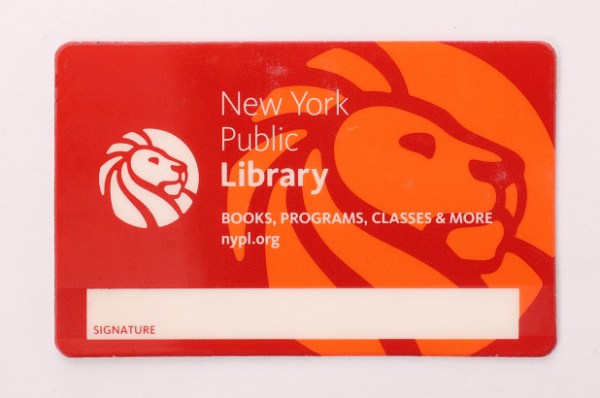 New York
Public
Library
BOOKS, PROGRAMS, CLASSES & MORE
nypl.org
SIGNATURE